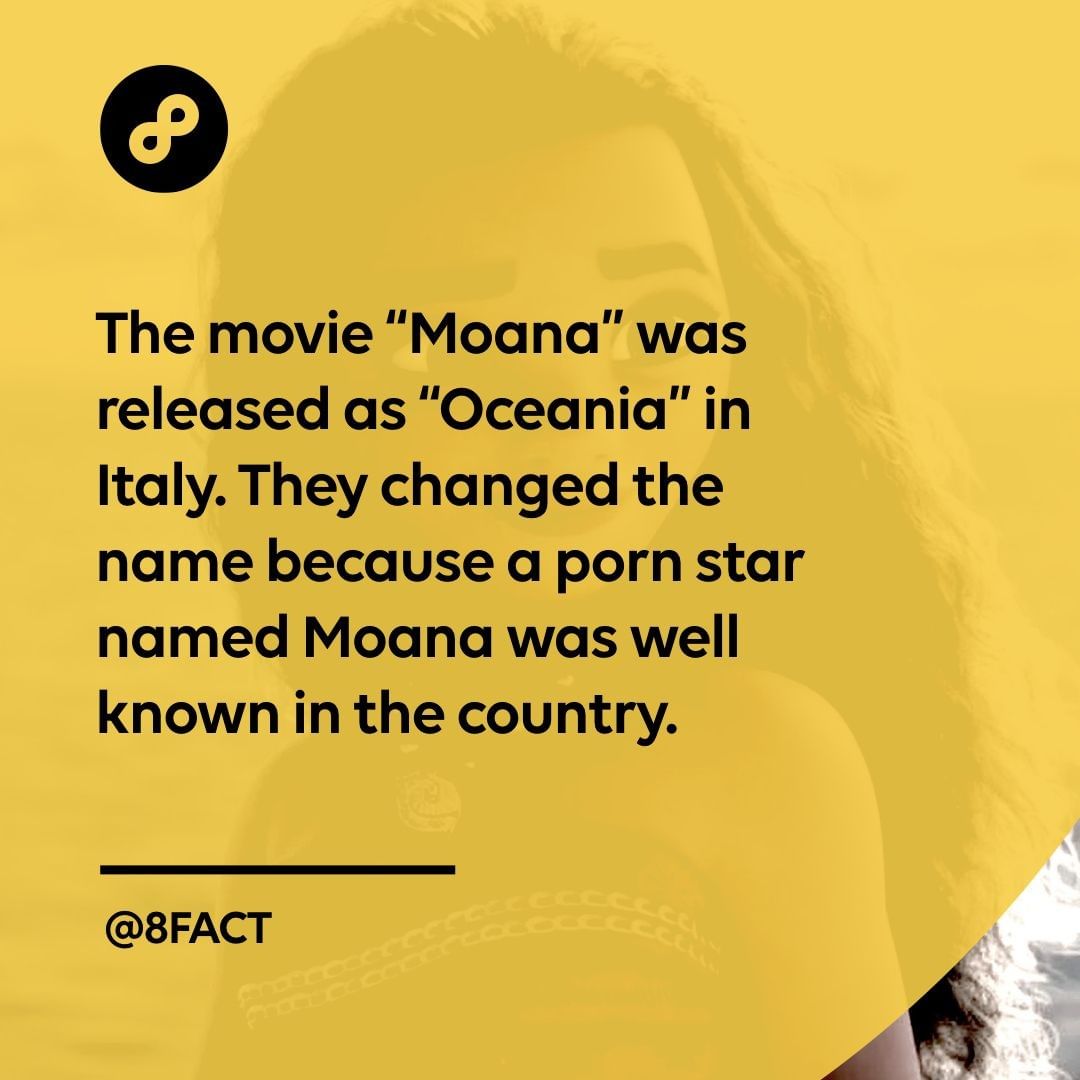 The movie “Moana” was
released as “Oceania” in
Italy. They changed the
name because a porn star
named Moana was well
known in the country.
@8FACT